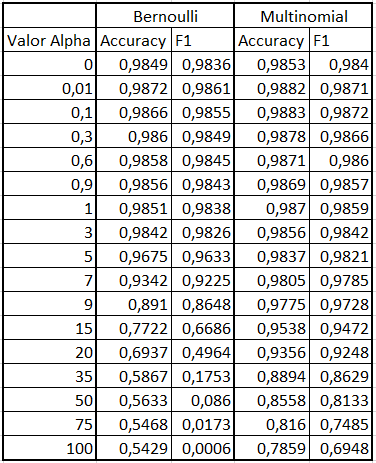 Bernoulli Multinomial
Valor Alpha Accuracy F1 Accuracy F1
0 0,9849 0,9836 0,9853 0,984
0,01 0,9872 0,9861 0,9882 0,9871
0,1 0,9866 0,9855 0,9883 0,9872
0,3 0,986 0,9849 0,9878 0,9866
0,6 0,9858 0,9845 0,9871 0,986
0,9 0,9856 0,9843 0,9869 0,9857
1 0,9851 0,9838 0,987 0,9859
3 0,9842 0,9826 0,9856 0,9842
5 0,9675 0,9633 0,9837 0,9821
7 0,9342 0,9225 0,9805 0,9785
9 0,891 0,8648 0,9775 0,9728
15 0,7722 0,6686 0,9538 0,9472
20 0,6937 0,4964 0,9356 0,9248
35 0,5867 0,1753 0,8894 0,8629
50 0,5633 0,086 0,8558 0,8133
75 0,5468 0,0173 0,816 0,7485
100 0,5429 0,0006 0,7859 0,6948